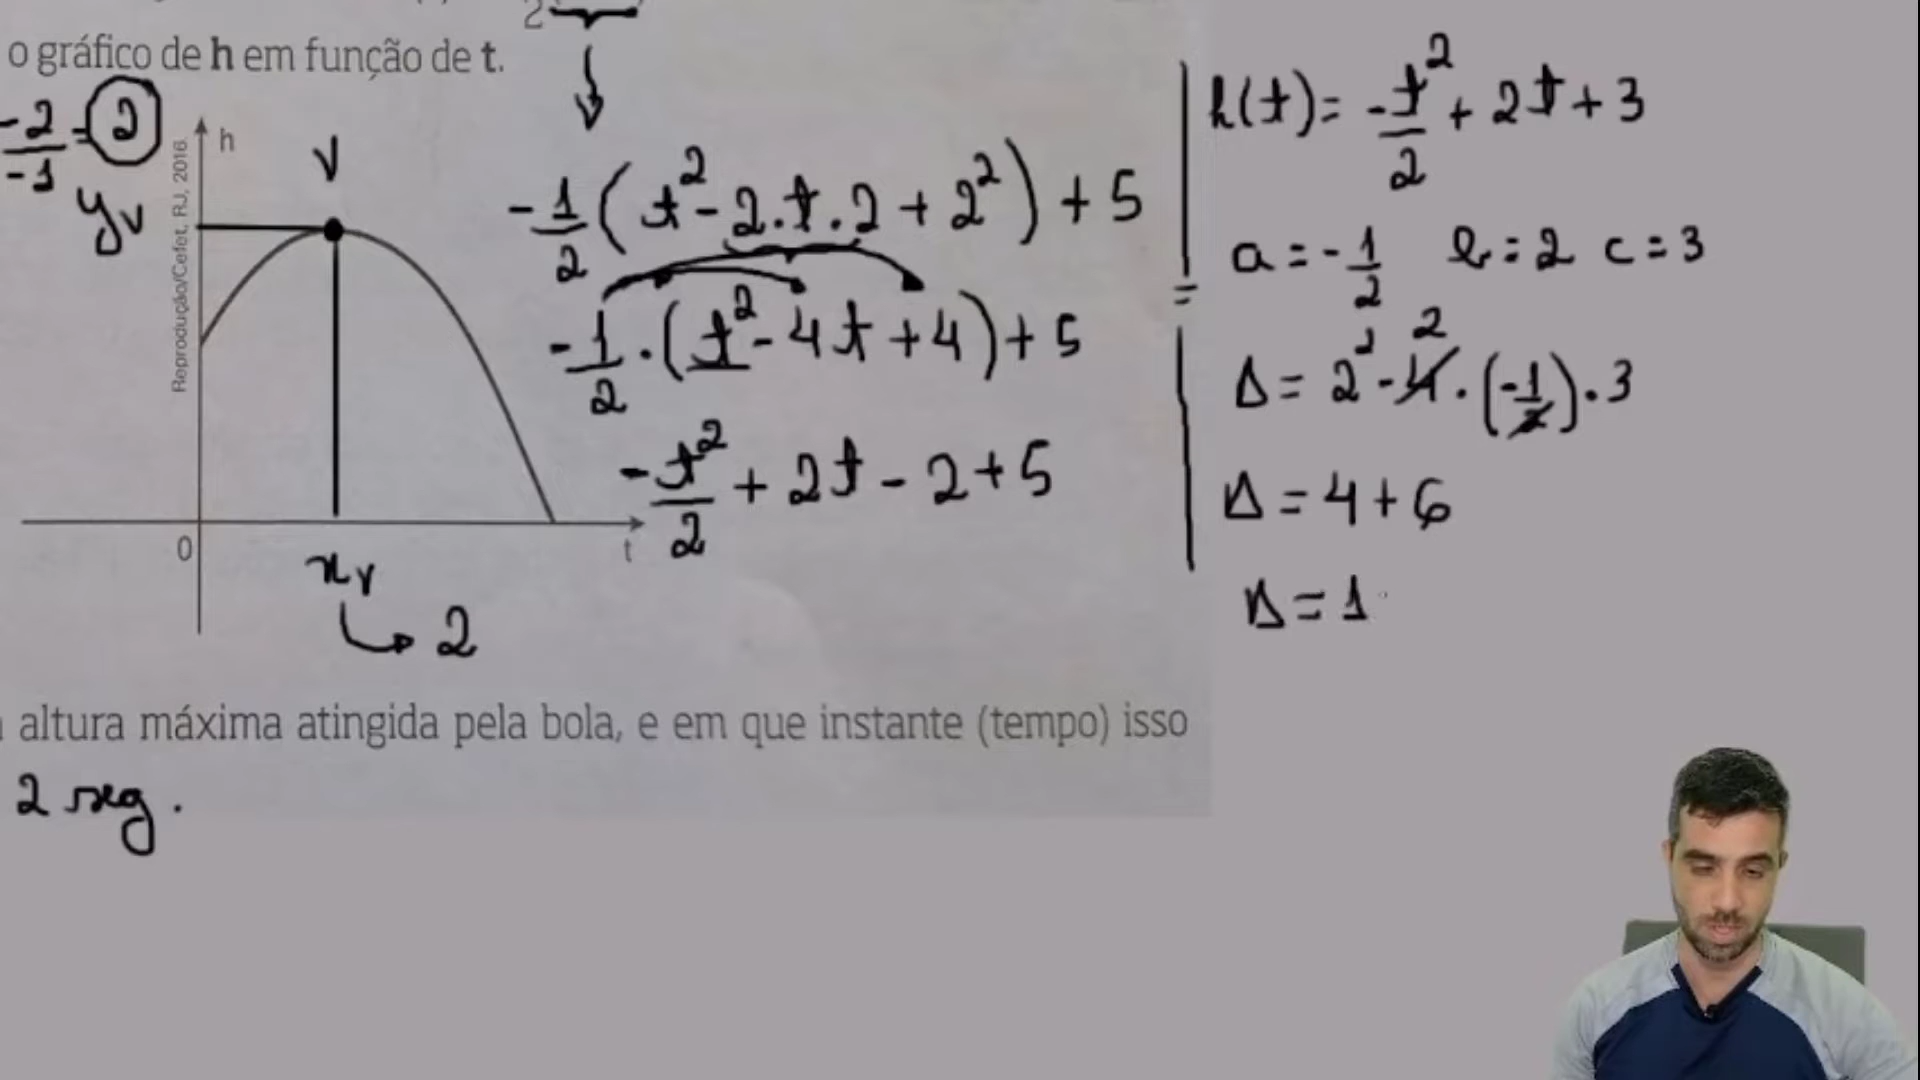 2
o gráfico de h em função de t.
-2/-1 = 2
h
V
yv
Reprodução/Cefet, RJ, 2016.
-1/2 (t² - 2.t.2 + 2²) + 5
-1/2 . (t² - 4t + 4) + 5
-t²/2 + 2t - 2 + 5
0
t
xv
2
altura máxima atingida pela bola, e em que instante (tempo) isso
2 seg.
h(t) = -t²/2 + 2t + 3
=
a = -1/2 b = 2 c = 3
2
Δ = 2² - 4 . (-1/2) . 3
Δ = 4 + 6
Δ = 1